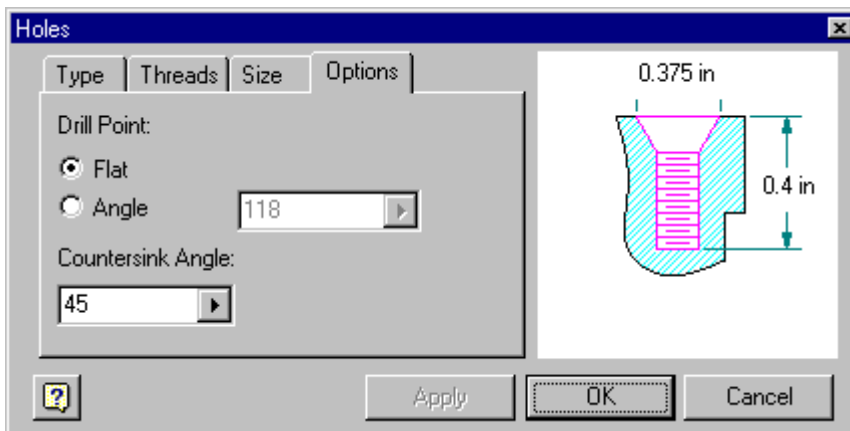 Holes
Type Threads Size Options
Drill Point:
Flat
Angle 118
Countersink Angle:
45
0.375 in
0.4 in
?
Apply OK Cancel